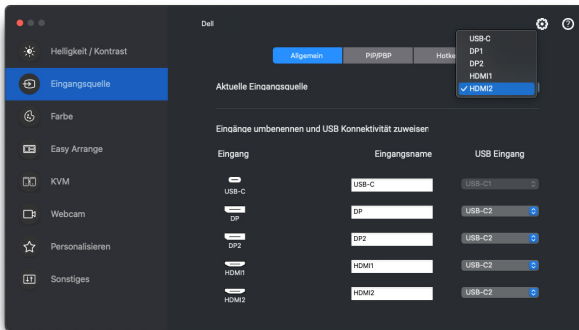 Dell
Helligkeit / Kontrast
Eingangsquelle
Farbe
Easy Arrange
KVM
Webcam
Personalisieren
Sonstiges
Allgemein
PIP/PBP
Hotke
USB-C
DP1
DP2
HDMI1
✓ HDMI2
Aktuelle Eingangsquelle
Eingänge umbenennen und USB Konnektivität zuweisen
Eingang Eingangsname USB Eingang
USB-C USB-C USB-C1
DP DP USB-C2
DP2 DP2 USB-C2
HDMI1 HDMI1 USB-C2
HDMI2 HDMI2 USB-C2